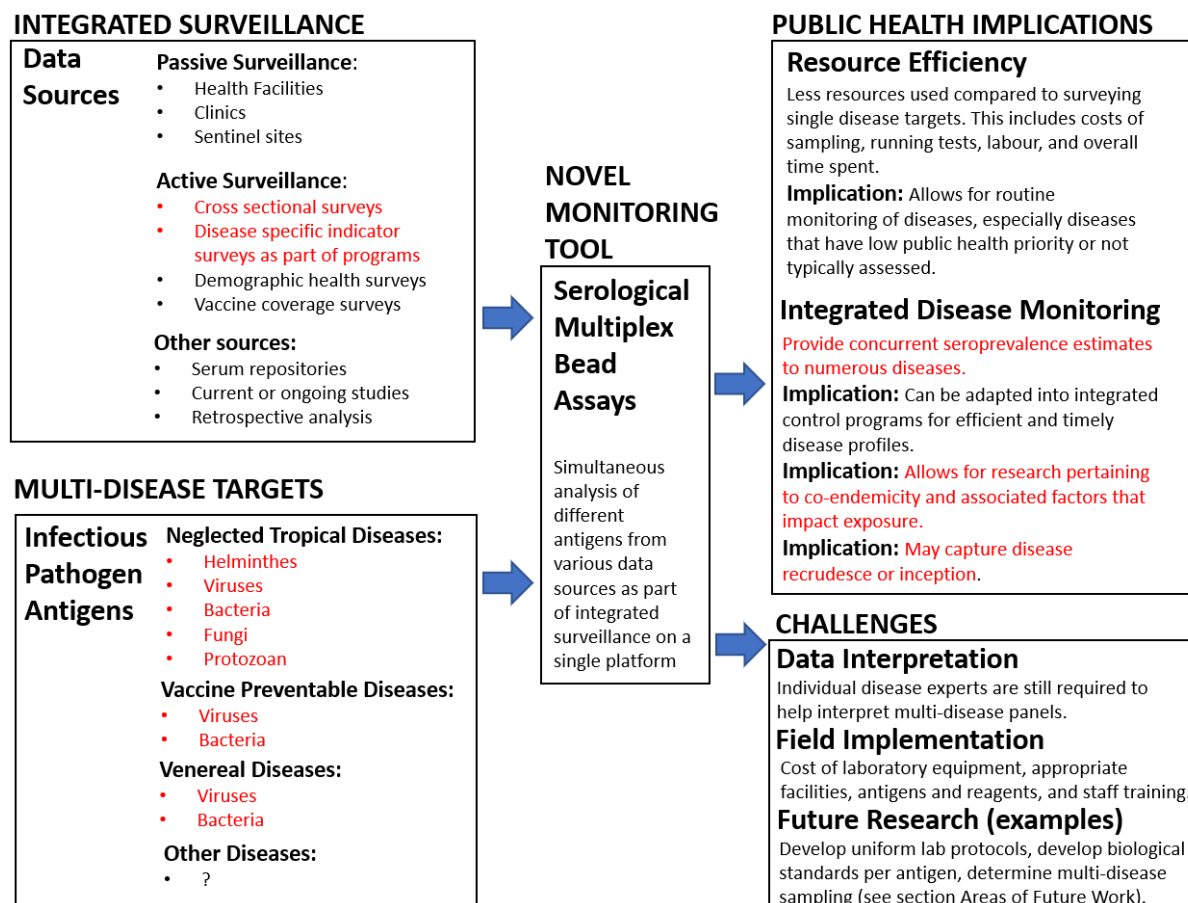 INTEGRATED SURVEILLANCE
Data
Sources
Passive Surveillance:
• Health Facilities
• Clinics
• Sentinel sites
Active Surveillance:
• Cross sectional surveys
• Disease specific indicator
surveys as part of programs
• Demographic health surveys
• Vaccine coverage surveys
Other sources:
• Serum repositories
• Current or ongoing studies
• Retrospective analysis
MULTI-DISEASE TARGETS
Infectious
Pathogen
Antigens
Neglected Tropical Diseases:
• Helminthes
• Viruses
• Bacteria
• Fungi
• Protozoan
Vaccine Preventable Diseases:
• Viruses
• Bacteria
Venereal Diseases:
• Viruses
• Bacteria
Other Diseases:
• ?
NOVEL
MONITORING
TOOL
Serological
Multiplex
Bead
Assays
Simultaneous
analysis of
different
antigens from
various data
sources as part
of integrated
surveillance on a
single platform
PUBLIC HEALTH IMPLICATIONS
Resource Efficiency
Less resources used compared to surveying
single disease targets. This includes costs of
sampling, running tests, labour, and overall
time spent.
Implication: Allows for routine
monitoring of diseases, especially diseases
that have low public health priority or not
typically assessed.
Integrated Disease Monitoring
Provide concurrent seroprevalence estimates
to numerous diseases.
Implication: Can be adapted into integrated
control programs for efficient and timely
disease profiles.
Implication: Allows for research pertaining
to co-endemicity and associated factors that
impact exposure.
Implication: May capture disease
recrudesce or inception.
CHALLENGES
Data Interpretation
Individual disease experts are still required to
help interpret multi-disease panels.
Field Implementation
Cost of laboratory equipment, appropriate
facilities, antigens and reagents, and staff training.
Future Research (examples)
Develop uniform lab protocols, develop biological
standards per antigen, determine multi-disease
sampling (see section Areas of Future Work).